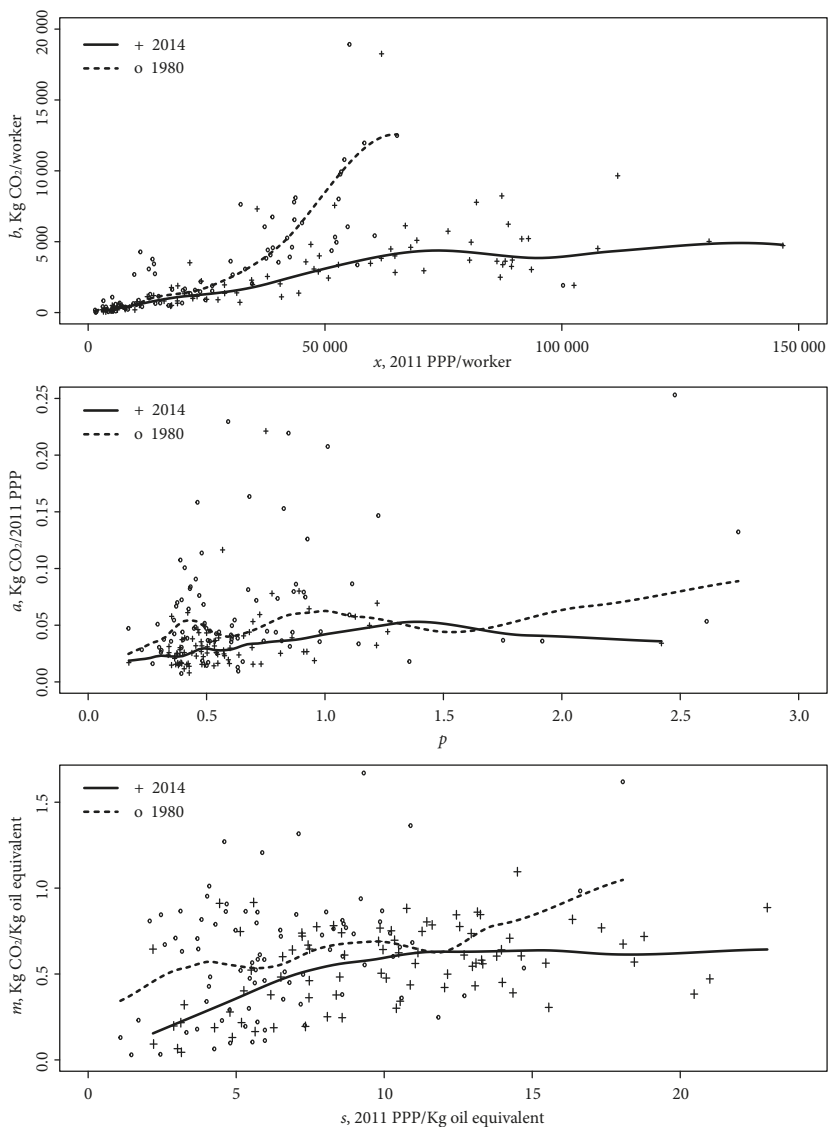 b, Kg CO2/worker
20 000
15 000
10 000
5 000
0
+ 2014
o 1980
0 50 000 100 000 150 000
x, 2011 PPP/worker
a, Kg CO2/2011 PPP
0.25
0.20
0.15
0.10
0.05
0.00
+ 2014
o 1980
0.0 0.5 1.0 1.5 2.0 2.5 3.0
p
m, Kg CO2/Kg oil equivalent
1.5
1.0
0.5
0.0
+ 2014
o 1980
0 5 10 15 20
s, 2011 PPP/Kg oil equivalent